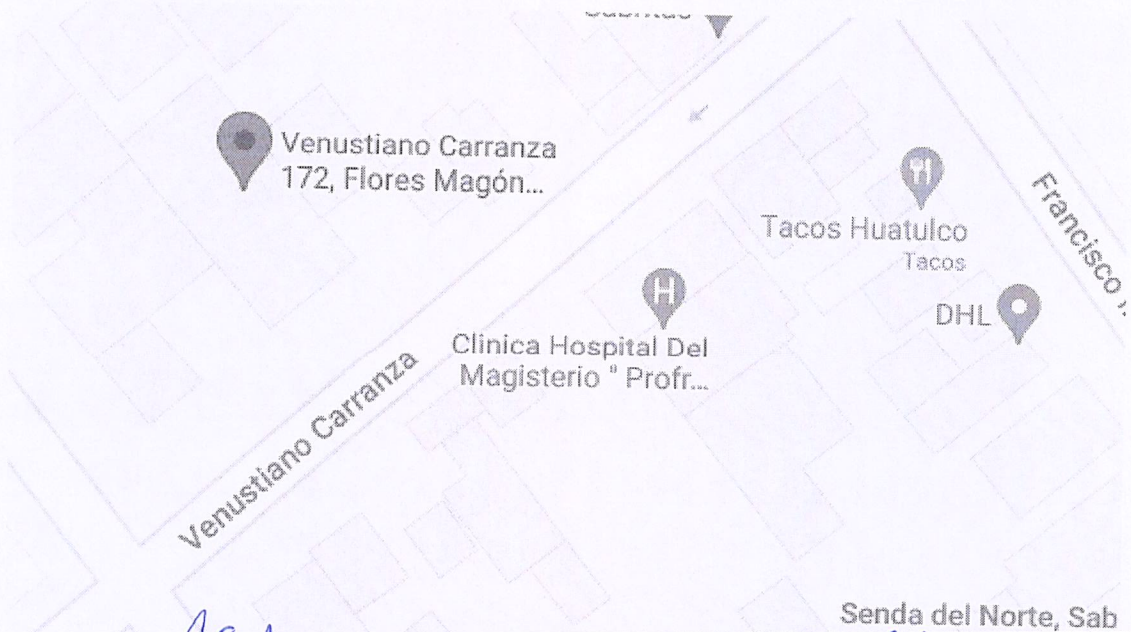 Venustiano Carranza
172, Flores Magón...
Tacos Huatulco
Tacos
Francisco
DHL
H
Clinica Hospital Del
Magisterio " Profr...
Venustiano Carranza
Senda del Norte, Sab